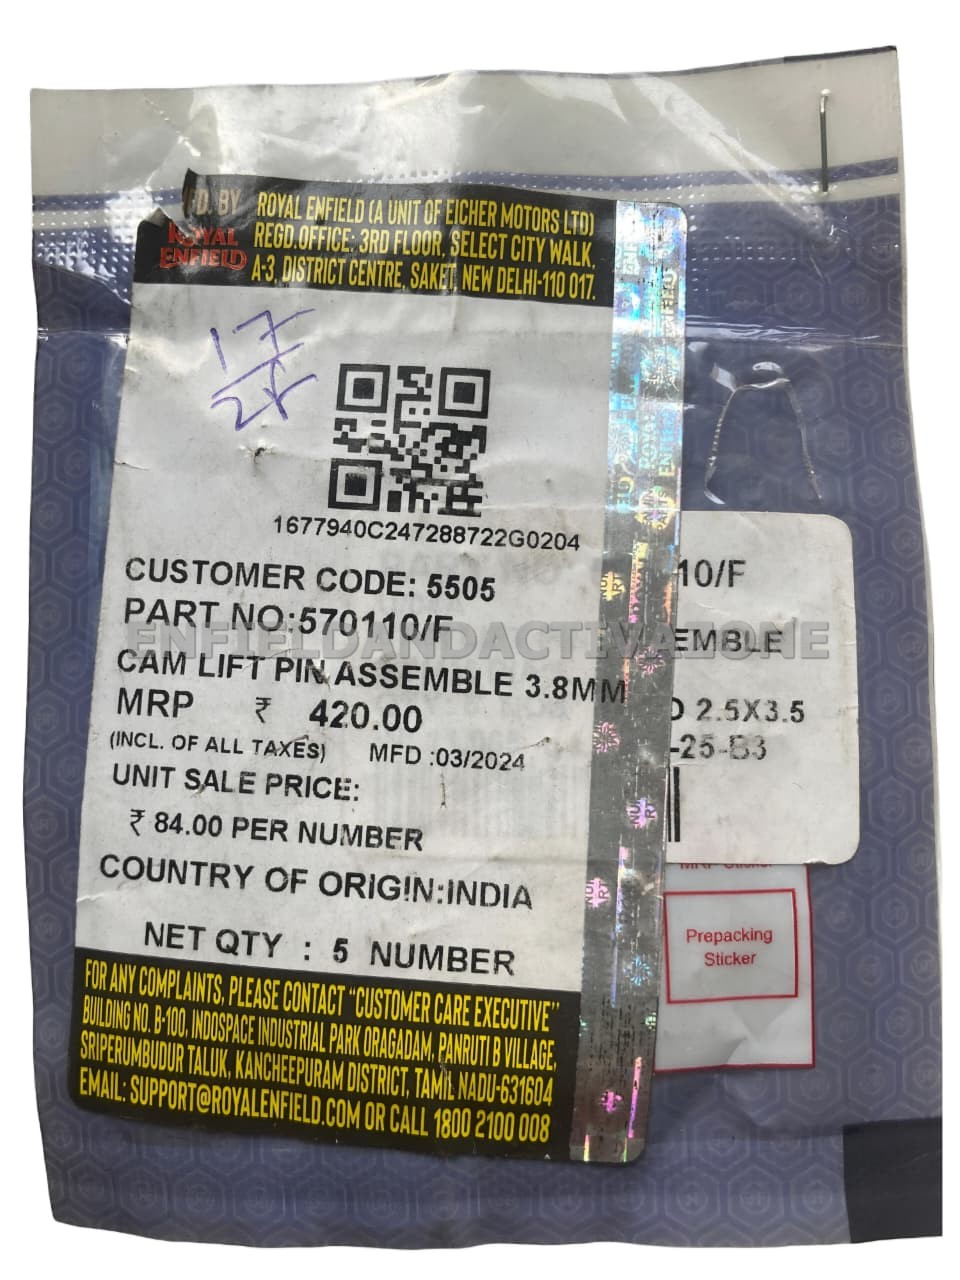 D. BY
ROYAL
ENFIELD
ROYAL ENFIELD (A UNIT OF EICHER MOTORS LTD)
REGD.OFFICE: 3RD FLOOR, SELECT CITY WALK,
A-3, DISTRICT CENTRE, SAKET, NEW DELHI-110 017.
17
25
1677940C247288722G0204
CUSTOMER CODE: 5505
PART NO:570110/F
CAM LIFT PIN ASSEMBLE 3.8MM
MRP ₹ 420.00
(INCL. OF ALL TAXES) MFD :03/2024
UNIT SALE PRICE:
₹ 84.00 PER NUMBER
COUNTRY OF ORIGIN:INDIA
NET QTY : 5 NUMBER
FOR ANY COMPLAINTS, PLEASE CONTACT "CUSTOMER CARE EXECUTIVE"
BUILDING NO. B-100, INDOSPACE INDUSTRIAL PARK ORAGADAM, PANRUTI B VILLAGE,
SRIPERUMBUDUR TALUK, KANCHEEPURAM DISTRICT, TAMIL NADU-631604
EMAIL: SUPPORT@ROYALENFIELD.COM OR CALL 1800 2100 008
10/F
EMBLE
D 2.5X3.5
-25-B3
MRP Sticker
Prepacking
Sticker
ENFIELDANDACTIVAZONE